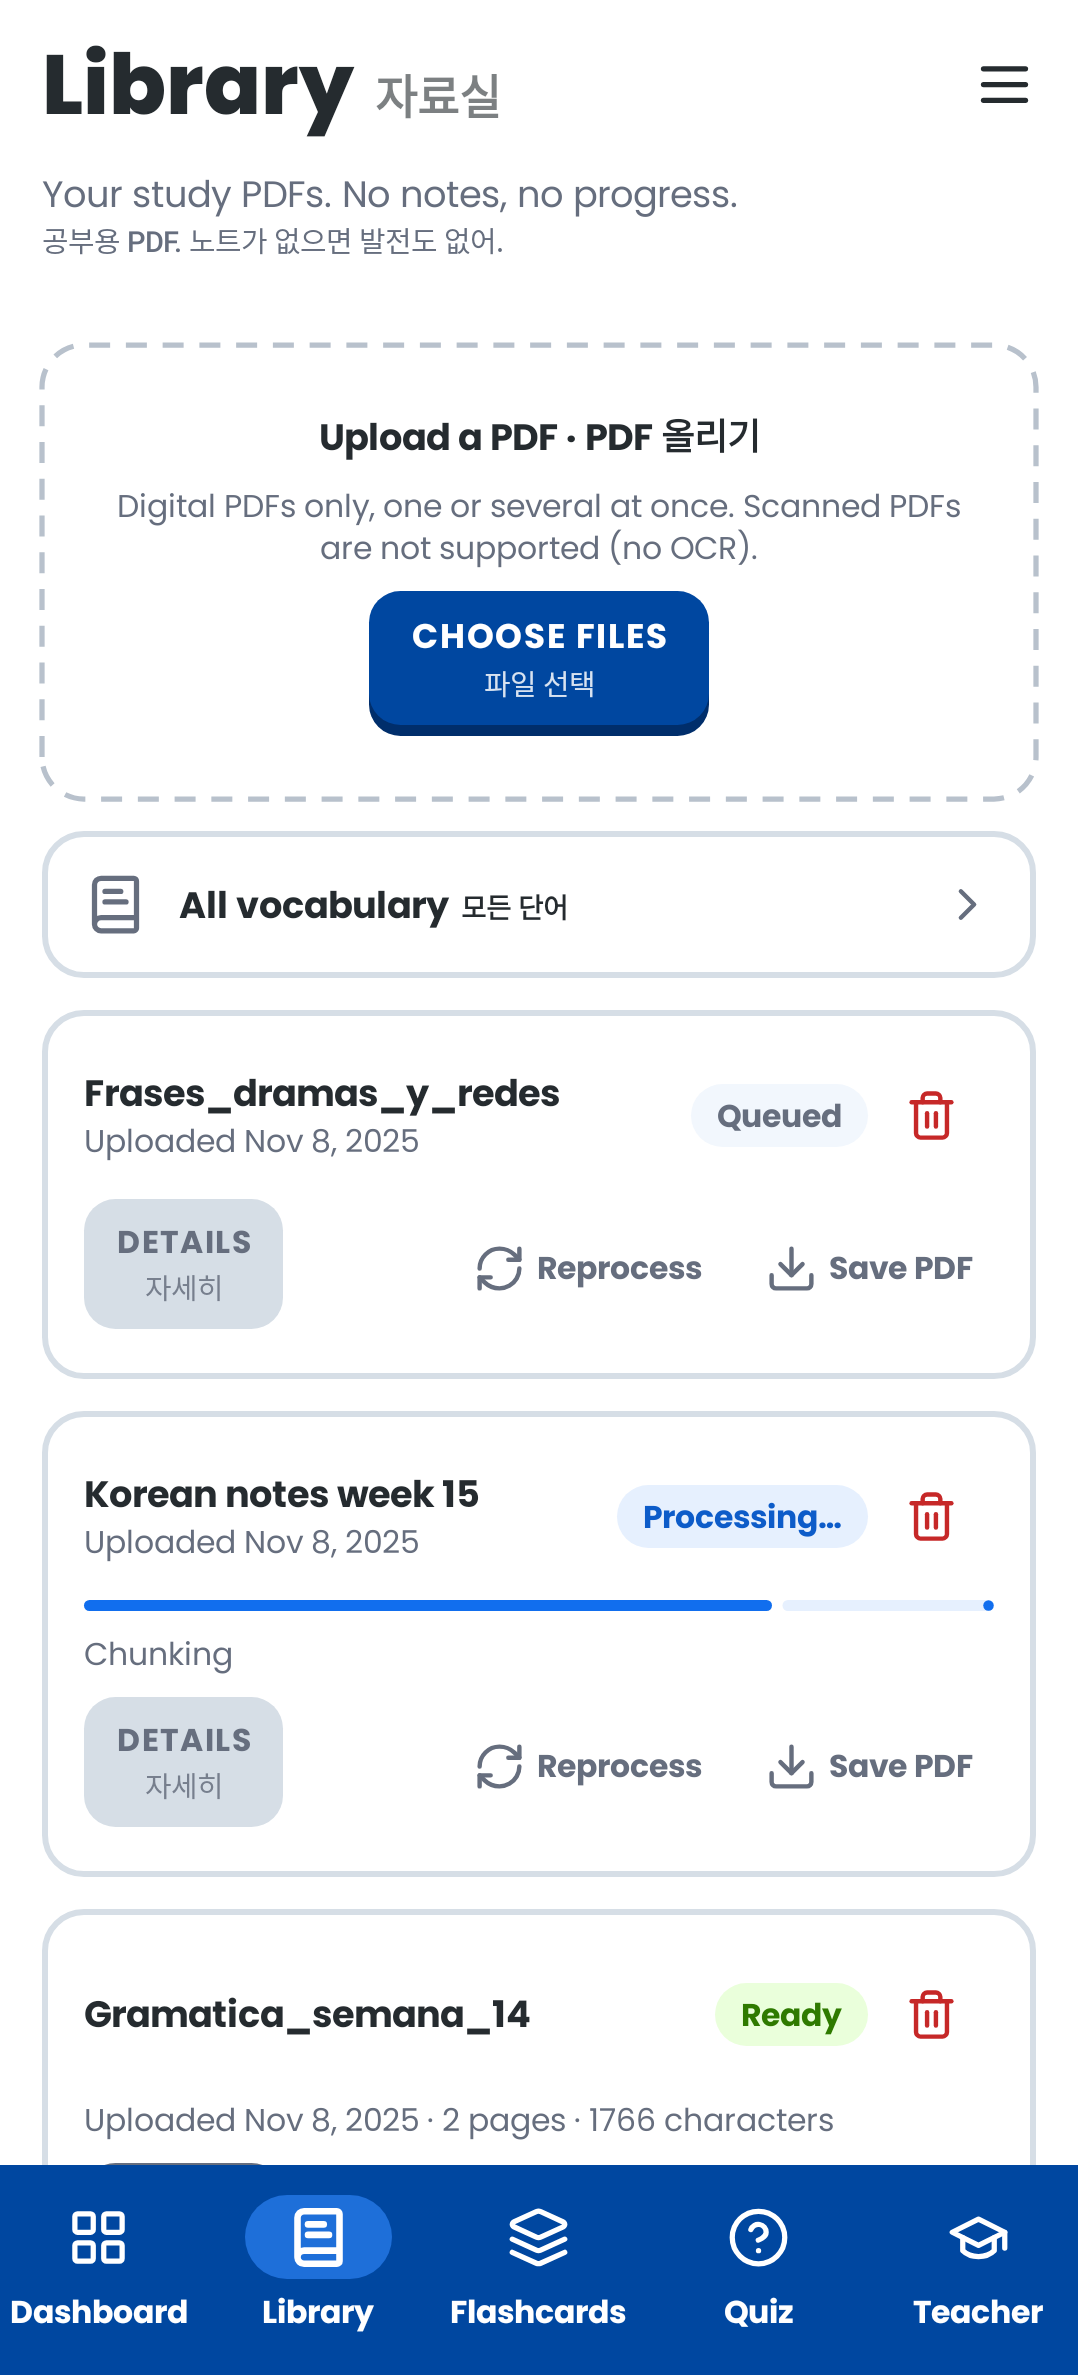 Library 자료실
Your study PDFs. No notes, no progress.
공부용 PDF. 노트가 없으면 발전도 없어.
Upload a PDF · PDF 올리기
Digital PDFs only, one or several at once. Scanned PDFs
are not supported (no OCR).
CHOOSE FILES
파일 선택
All vocabulary 모든 단어
Frases_dramas_y_redes
Uploaded Nov 8, 2025
Queued
DETAILS
자세히
Reprocess
Save PDF
Korean notes week 15
Uploaded Nov 8, 2025
Processing...
Chunking
DETAILS
자세히
Reprocess
Save PDF
Gramatica_semana_14
Ready
Uploaded Nov 8, 2025 · 2 pages · 1766 characters
Dashboard
Library
Flashcards
Quiz
Teacher